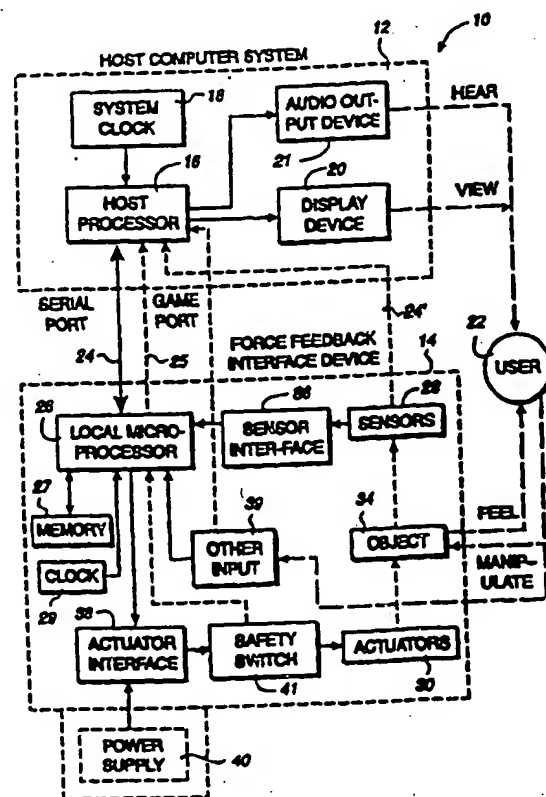 10
HOST COMPUTER SYSTEM
12
SYSTEM
CLOCK
18
AUDIO OUT-
PUT DEVICE
21
HEAR
16
HOST
PROCESSOR
20
DISPLAY
DEVICE
VIEW
SERIAL
PORT
GAME
PORT
24
25
24'
FORCE FEEDBACK
INTERFACE DEVICE
14
22
USER
26
LOCAL MICRO-
PROCESSOR
36
SENSOR
INTER-FACE
28
SENSORS
27
MEMORY
39
OTHER
INPUT
34
OBJECT
FEEL
MANIP-
ULATE
CLOCK
29
38
ACTUATOR
INTERFACE
SAFETY
SWITCH
41
ACTUATORS
30
POWER
SUPPLY
40